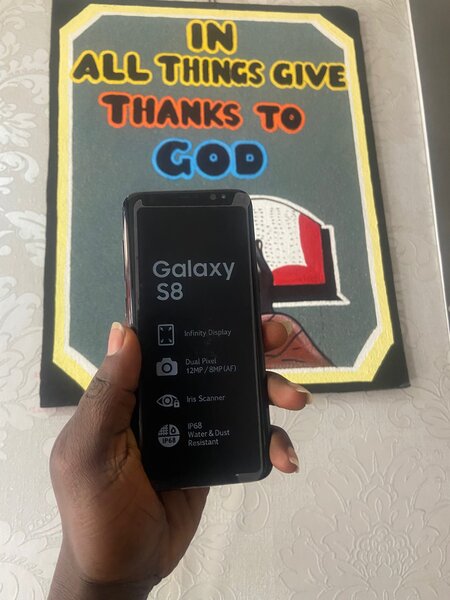 IN
ALL THINGS GIVE
THANKS TO
GOD
Galaxy
S8
Infinity Display
Dual Pixel
12MP / 8MP(AF)
Iris Scanner
IP68
IP68
Water & Dust
Resistant